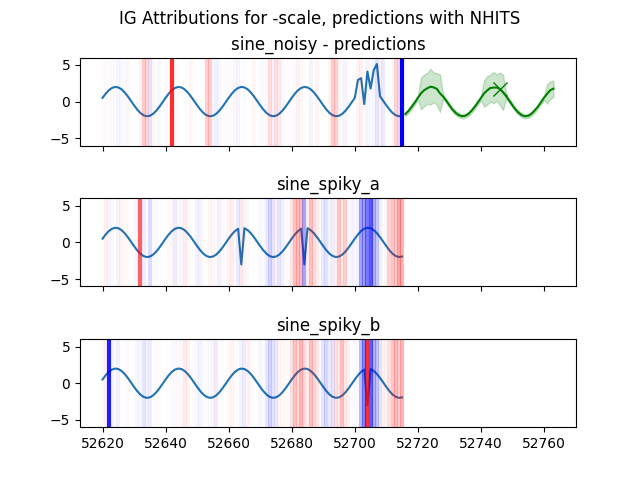 IG Attributions for -scale, predictions with NHITS
sine_noisy - predictions
5
0
−5
sine_spiky_a
5
0
−5
sine_spiky_b
5
0
−5
52620 52640 52660 52680 52700 52720 52740 52760